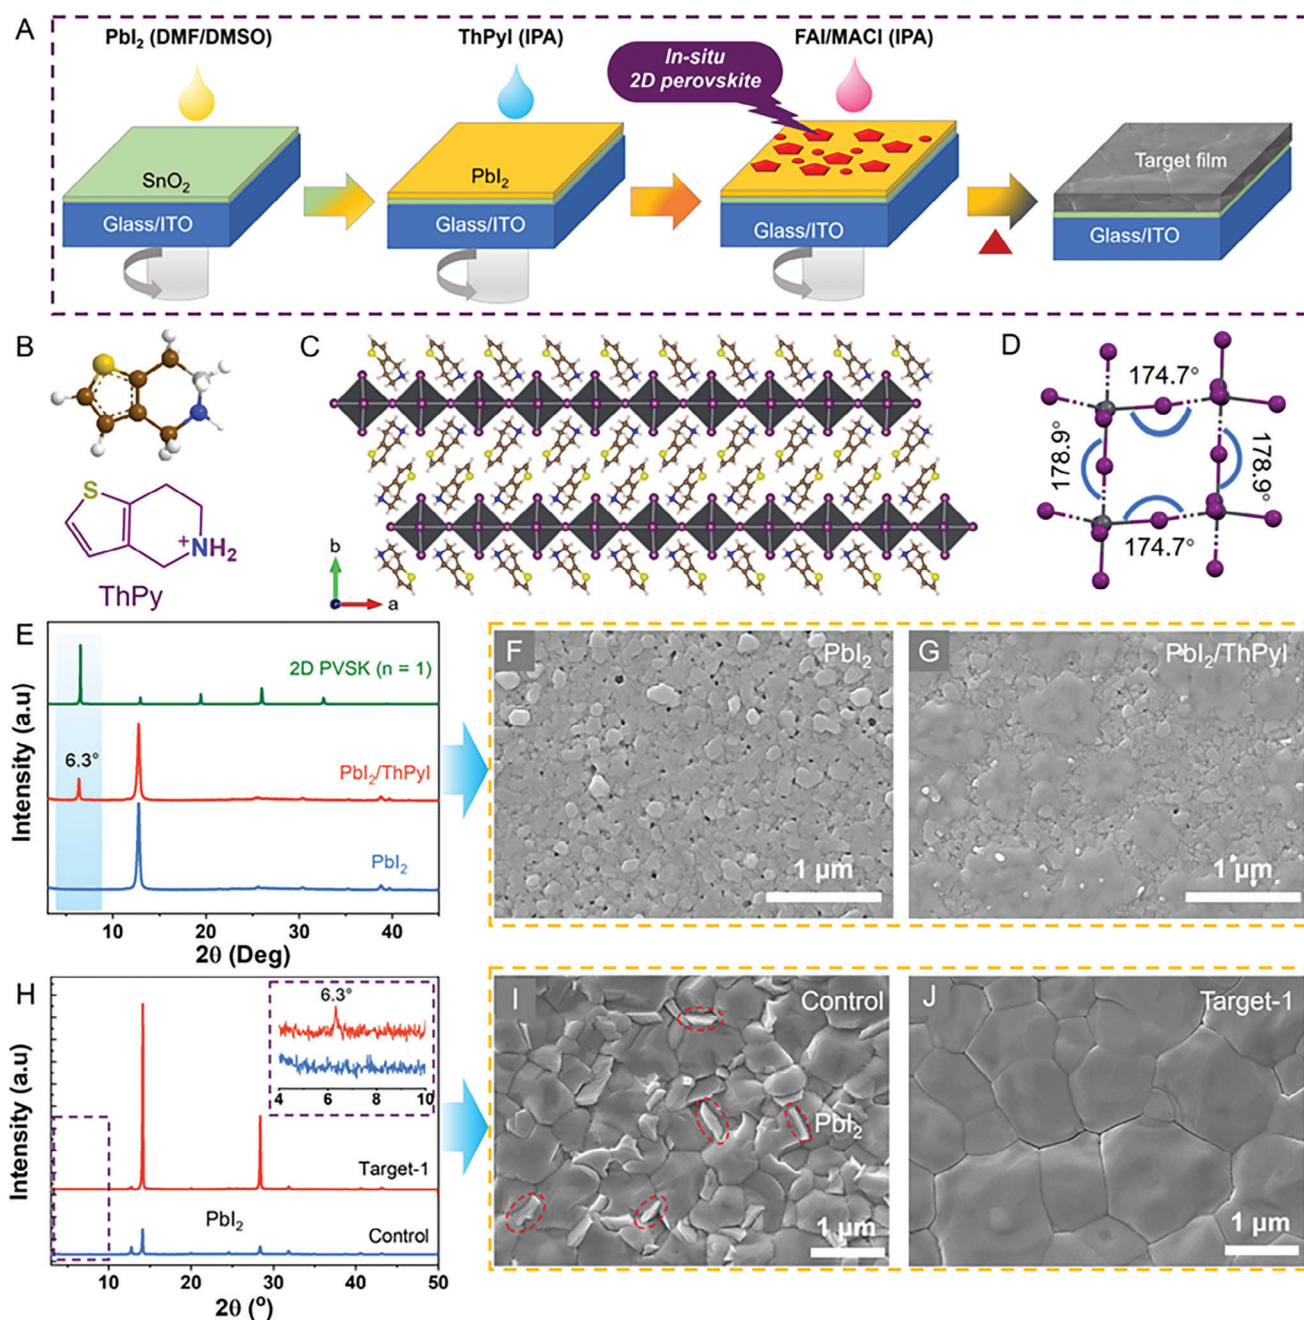 A
PbI₂ (DMF/DMSO)
ThPyI (IPA)
In-situ
2D perovskite
FAI/MACl (IPA)
SnO₂
Glass/ITO
PbI₂
Glass/ITO
Glass/ITO
Target film
Glass/ITO
B
S
+
NH₂
ThPy
C
b
a
D
174.7°
178.9°
178.9°
174.7°
E
2D PVSK (n = 1)
6.3°
PbI₂/ThPyI
PbI₂
Intensity (a.u)
10
20
30
40
2θ (Deg)
F
PbI₂
1 μm
G
PbI₂/ThPyI
1 μm
H
6.3°
4
6
8
10
Target-1
PbI₂
Control
Intensity (a.u)
10
20
30
40
50
2θ (°)
I
Control
PbI₂
1 μm
J
Target-1
1 μm